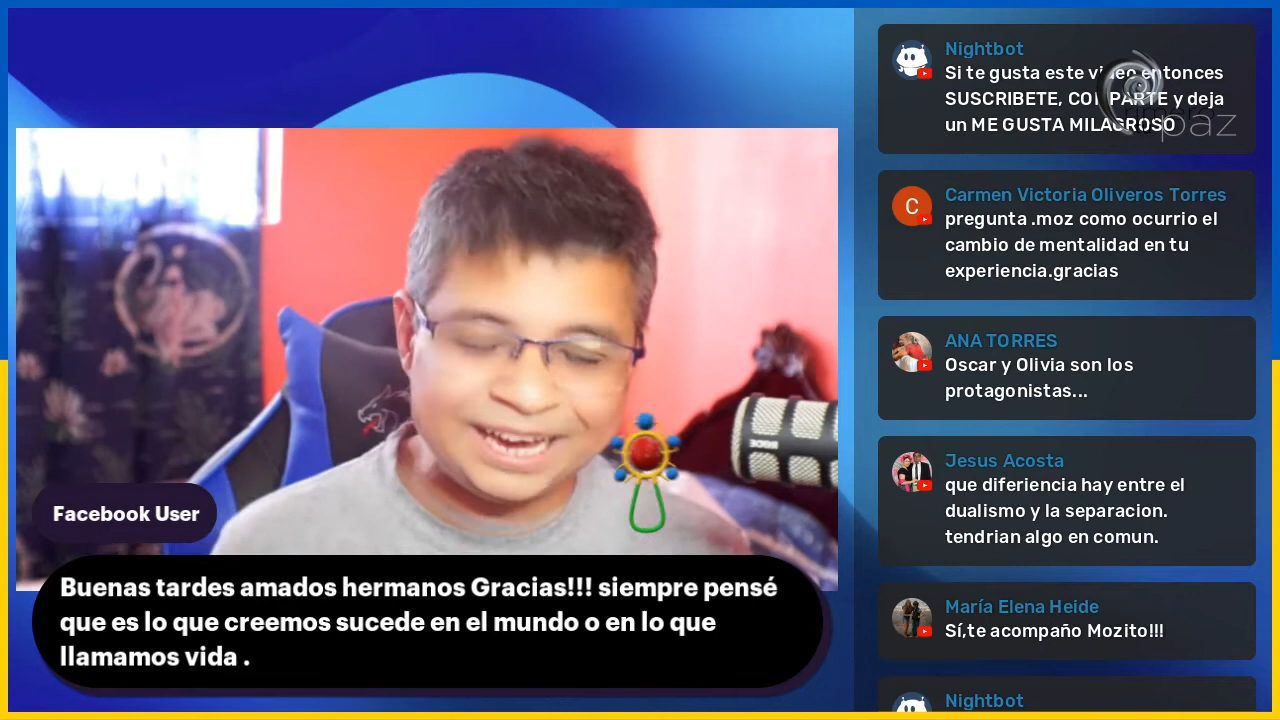 Facebook User
Buenas tardes amados hermanos Gracias!!! siempre pensé
que es lo que creemos sucede en el mundo o en lo que
llamamos vida .
RODE
Nightbot
Si te gusta este video entonces
SUSCRIBETE, COMPARTE y deja
un ME GUSTA MILAGROSO
paz
C
Carmen Victoria Oliveros Torres
pregunta .moz como ocurrio el
cambio de mentalidad en tu
experiencia.gracias
ANA TORRES
Oscar y Olivia son los
protagonistas...
Jesus Acosta
que diferiencia hay entre el
dualismo y la separacion.
tendrian algo en comun.
María Elena Heide
Sí,te acompaño Mozito!!!
Nightbot